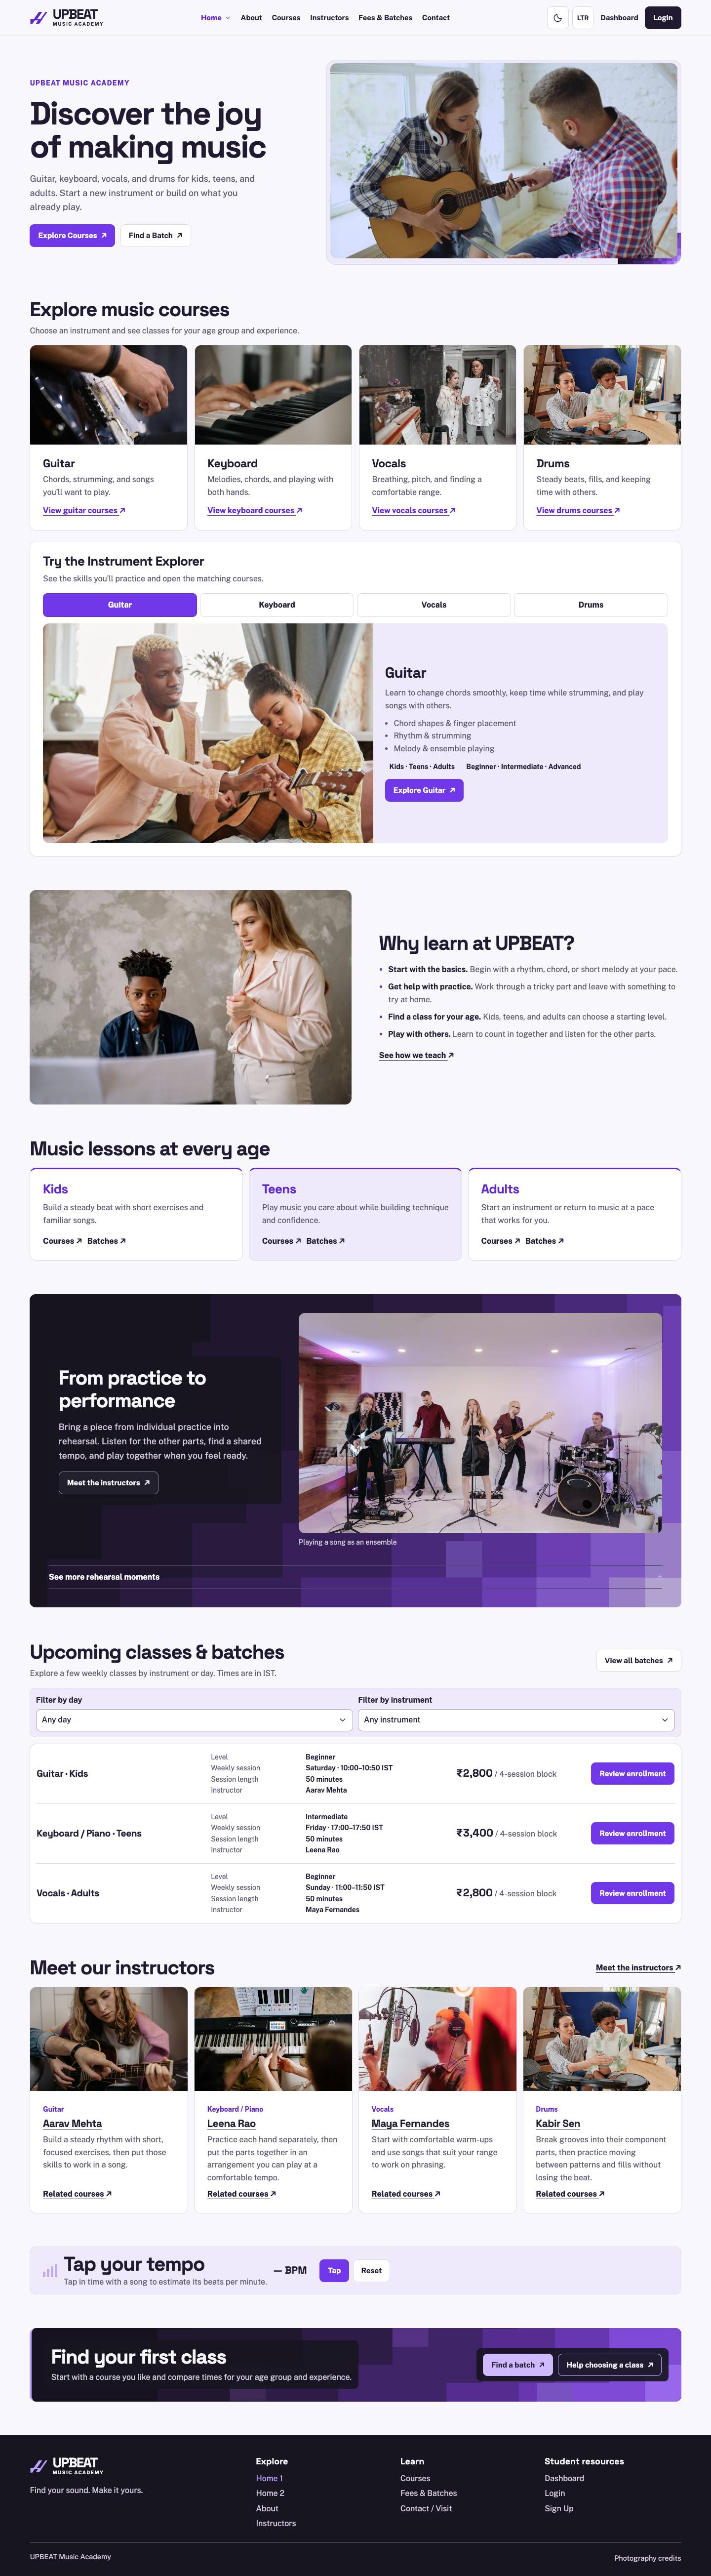 UPBEAT
MUSIC ACADEMY
Home
About
Courses
Instructors
Fees & Batches
Contact
LTR
Dashboard
Login
UPBEAT MUSIC ACADEMY
Discover the joy
of making music
Guitar, keyboard, vocals, and drums for kids, teens, and
adults. Start a new instrument or build on what you
already play.
Explore Courses ↗
Find a Batch ↗
Explore music courses
Choose an instrument and see classes for your age group and experience.
Guitar
Chords, strumming, and songs
you'll want to play.
View guitar courses ↗
Keyboard
Melodies, chords, and playing with
both hands.
View keyboard courses ↗
Vocals
Breathing, pitch, and finding a
comfortable range.
View vocals courses ↗
Drums
Steady beats, fills, and keeping
time with others.
View drums courses ↗
Try the Instrument Explorer
See the skills you'll practice and open the matching courses.
Guitar
Keyboard
Vocals
Drums
Guitar
Learn to change chords smoothly, keep time while strumming, and play
songs with others.
• Chord shapes & finger placement
• Rhythm & strumming
• Melody & ensemble playing
Kids · Teens · Adults
Beginner · Intermediate · Advanced
Explore Guitar ↗
Why learn at UPBEAT?
• Start with the basics. Begin with a rhythm, chord, or short melody at your pace.
• Get help with practice. Work through a tricky part and leave with something to
try at home.
• Find a class for your age. Kids, teens, and adults can choose a starting level.
• Play with others. Learn to count in together and listen for the other parts.
See how we teach ↗
Music lessons at every age
Kids
Build a steady beat with short exercises and
familiar songs.
Courses ↗ Batches ↗
Teens
Play music you care about while building technique
and confidence.
Courses ↗ Batches ↗
Adults
Start an instrument or return to music at a pace
that works for you.
Courses ↗ Batches ↗
From practice to
performance
Bring a piece from individual practice into
rehearsal. Listen for the other parts, find a shared
tempo, and play together when you feel ready.
Meet the instructors ↗
Playing a song as an ensemble
See more rehearsal moments
Upcoming classes & batches
Explore a few weekly classes by instrument or day. Times are in IST.
View all batches ↗
Filter by day
Any day
Filter by instrument
Any instrument
Guitar · Kids
Level Beginner
Weekly session Saturday · 10:00–10:50 IST
Session length 50 minutes
Instructor Aarav Mehta
₹2,800 / 4-session block
Review enrollment
Keyboard / Piano · Teens
Level Intermediate
Weekly session Friday · 17:00–17:50 IST
Session length 50 minutes
Instructor Leena Rao
₹3,400 / 4-session block
Review enrollment
Vocals · Adults
Level Beginner
Weekly session Sunday · 11:00–11:50 IST
Session length 50 minutes
Instructor Maya Fernandes
₹2,800 / 4-session block
Review enrollment
Meet our instructors
Meet the instructors ↗
Guitar
Aarav Mehta
Build a steady rhythm with short,
focused exercises, then put those
skills to work in a song.
Related courses ↗
Keyboard / Piano
Leena Rao
Practice each hand separately, then
put the parts together in an
arrangement you can play at a
comfortable tempo.
Related courses ↗
Vocals
Maya Fernandes
Start with comfortable warm-ups
and use songs that suit your range
to work on phrasing.
Related courses ↗
Drums
Kabir Sen
Break grooves into their component
parts, then practice moving
between patterns and fills without
losing the beat.
Related courses ↗
Tap your tempo
Tap in time with a song to estimate its beats per minute.
— BPM
Tap
Reset
Find your first class
Start with a course you like and compare times for your age group and experience.
Find a batch ↗
Help choosing a class ↗
UPBEAT
MUSIC ACADEMY
Find your sound. Make it yours.
Explore
Home 1
Home 2
About
Instructors
Learn
Courses
Fees & Batches
Contact / Visit
Student resources
Dashboard
Login
Sign Up
UPBEAT Music Academy
Photography credits